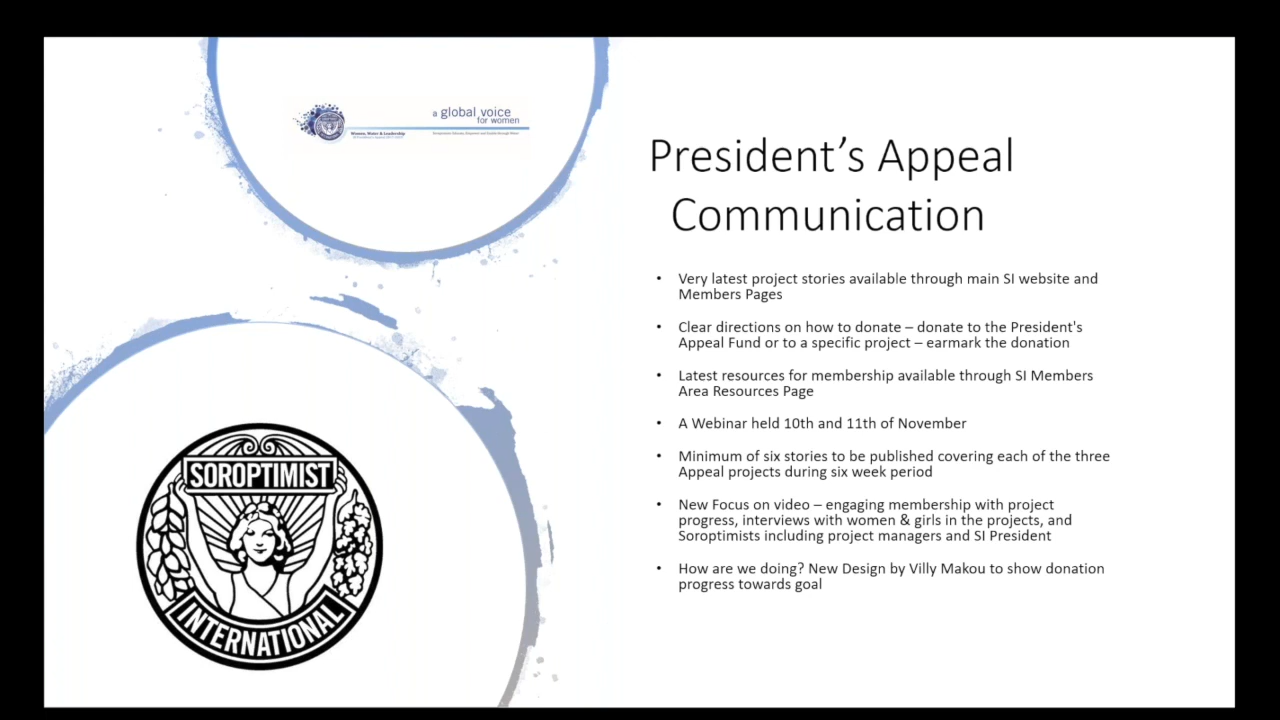 a global voice
for women
Women, Water & Leadership
SOROPTIMIST
INTERNATIONAL
President's Appeal
Communication
• Very latest project stories available through main SI website and
Members Pages
• Clear directions on how to donate – donate to the President's
Appeal Fund or to a specific project – earmark the donation
• Latest resources for membership available through SI Members
Area Resources Page
• A Webinar held 10th and 11th of November
• Minimum of six stories to be published covering each of the three
Appeal projects during six week period
• New Focus on video – engaging membership with project
progress, interviews with women & girls in the projects, and
Soroptimists including project managers and SI President
• How are we doing? New Design by Villy Makou to show donation
progress towards goal